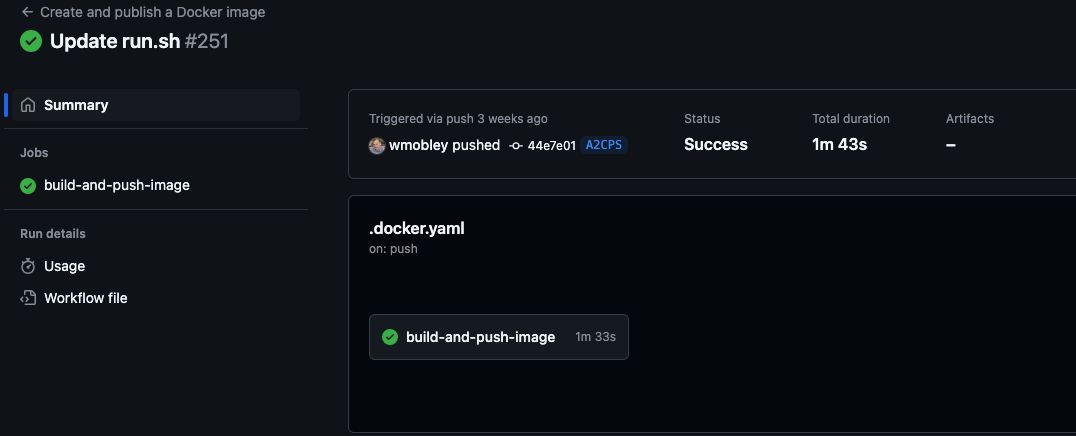 ← Create and publish a Docker image
Update run.sh #251
Summary
Jobs
build-and-push-image
Run details
Usage
Workflow file
Triggered via push 3 weeks ago
wmobley pushed 44e7e01 A2CPS
Status
Success
Total duration
1m 43s
Artifacts
–
.docker.yaml
on: push
build-and-push-image 1m 33s